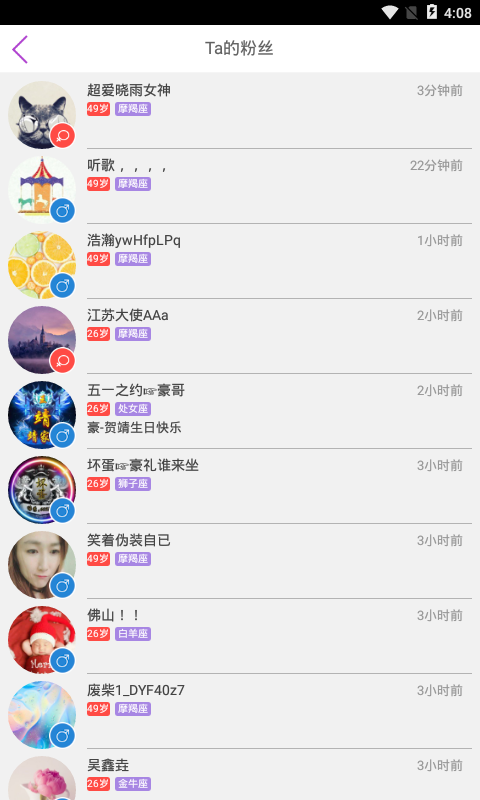 4:08
Ta的粉丝
超爱晓雨女神
3分钟前
49岁 摩羯座
听歌，，，，
22分钟前
49岁 摩羯座
浩瀚ywHfpLPq
1小时前
49岁 摩羯座
江苏大使AAa
2小时前
26岁 摩羯座
五一之约☞豪哥
2小时前
26岁 处女座
豪-贺靖生日快乐
靖
靖家
坏蛋☞豪礼谁来坐
3小时前
26岁 狮子座
笑着伪装自已
3小时前
49岁 摩羯座
佛山！！
3小时前
26岁 白羊座
废柴1_DYF40z7
3小时前
49岁 摩羯座
吴鑫垚
3小时前
26岁 金牛座